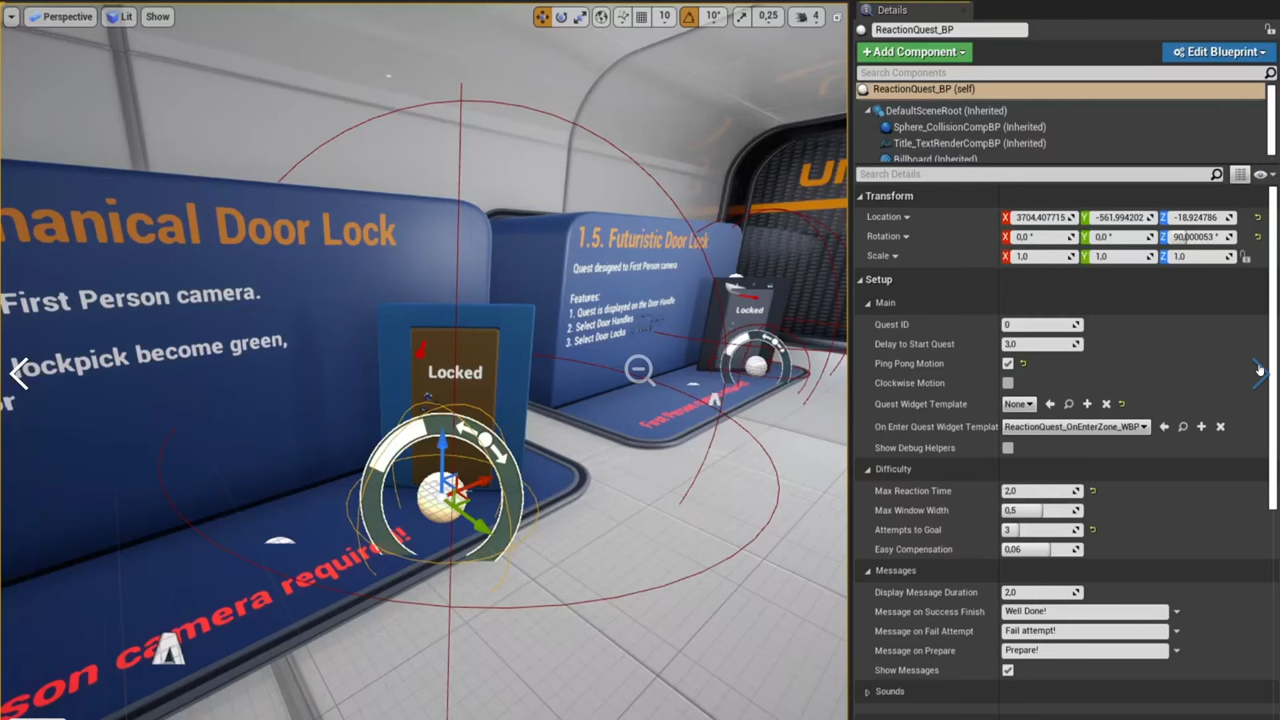 Perspective
Lit
Show
10
10°
0,25
4
hanical Door Lock
First Person camera.
lockpick become green,
or
Locked
son camera required!
1.5. Futuristic Door Lock
Quest designed to First Person camera
Features:
1. Quest is displayed on the Door Handle
2. Select Door Handles
3. Select Door Locks
Locked
First Person camera
Details
ReactionQuest_BP
Add Component
Edit Blueprint
Search Components
ReactionQuest_BP (self)
DefaultSceneRoot (Inherited)
Sphere_CollisionCompBP (Inherited)
Title_TextRenderCompBP (Inherited)
Billboard (Inherited)
Search Details
Transform
Location X 3704,407715 Y -561,994202 Z -18,924786
Rotation X 0,0 ° Y 0,0 ° Z 90,000053 °
Scale X 1,0 Y 1,0 Z 1,0
Setup
Main
Quest ID 0
Delay to Start Quest 3,0
Ping Pong Motion
Clockwise Motion
Quest Widget Template None
On Enter Quest Widget Templat ReactionQuest_OnEnterZone_WBP
Show Debug Helpers
Difficulty
Max Reaction Time 2,0
Max Window Width 0,5
Attempts to Goal 3
Easy Compensation 0,06
Messages
Display Message Duration 2,0
Message on Success Finish Well Done!
Message on Fail Attempt Fail attempt!
Message on Prepare Prepare!
Show Messages
Sounds